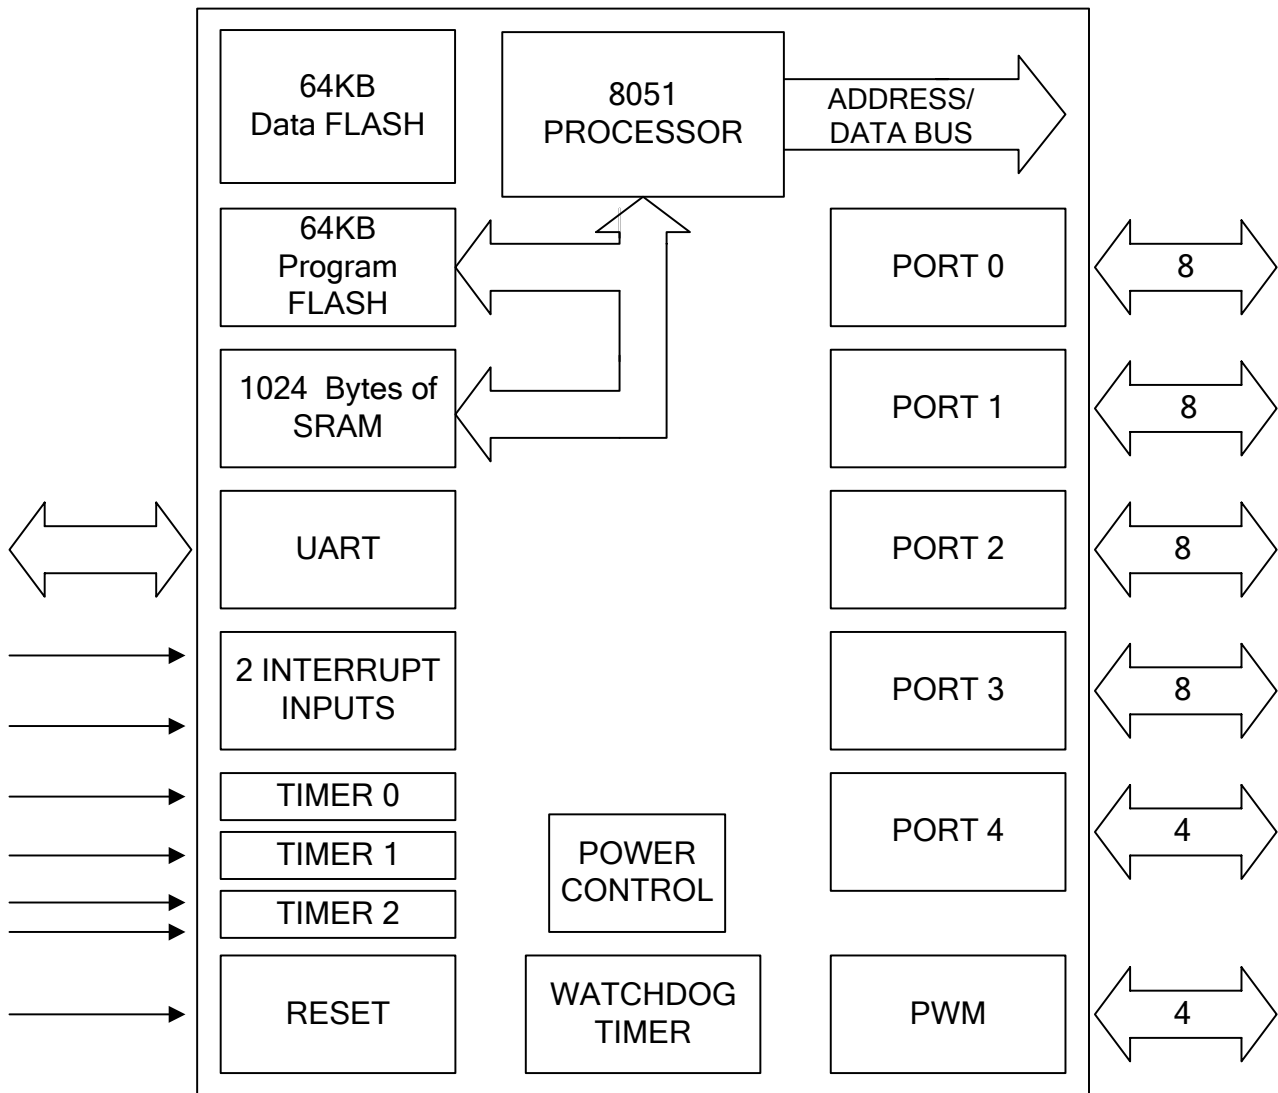 64KB
Data FLASH
8051
PROCESSOR
ADDRESS/
DATA BUS
64KB
Program
FLASH
PORT 0
8
1024 Bytes of
SRAM
PORT 1
8
UART
PORT 2
8
2 INTERRUPT
INPUTS
PORT 3
8
TIMER 0
TIMER 1
TIMER 2
POWER
CONTROL
PORT 4
4
RESET
WATCHDOG
TIMER
PWM
4